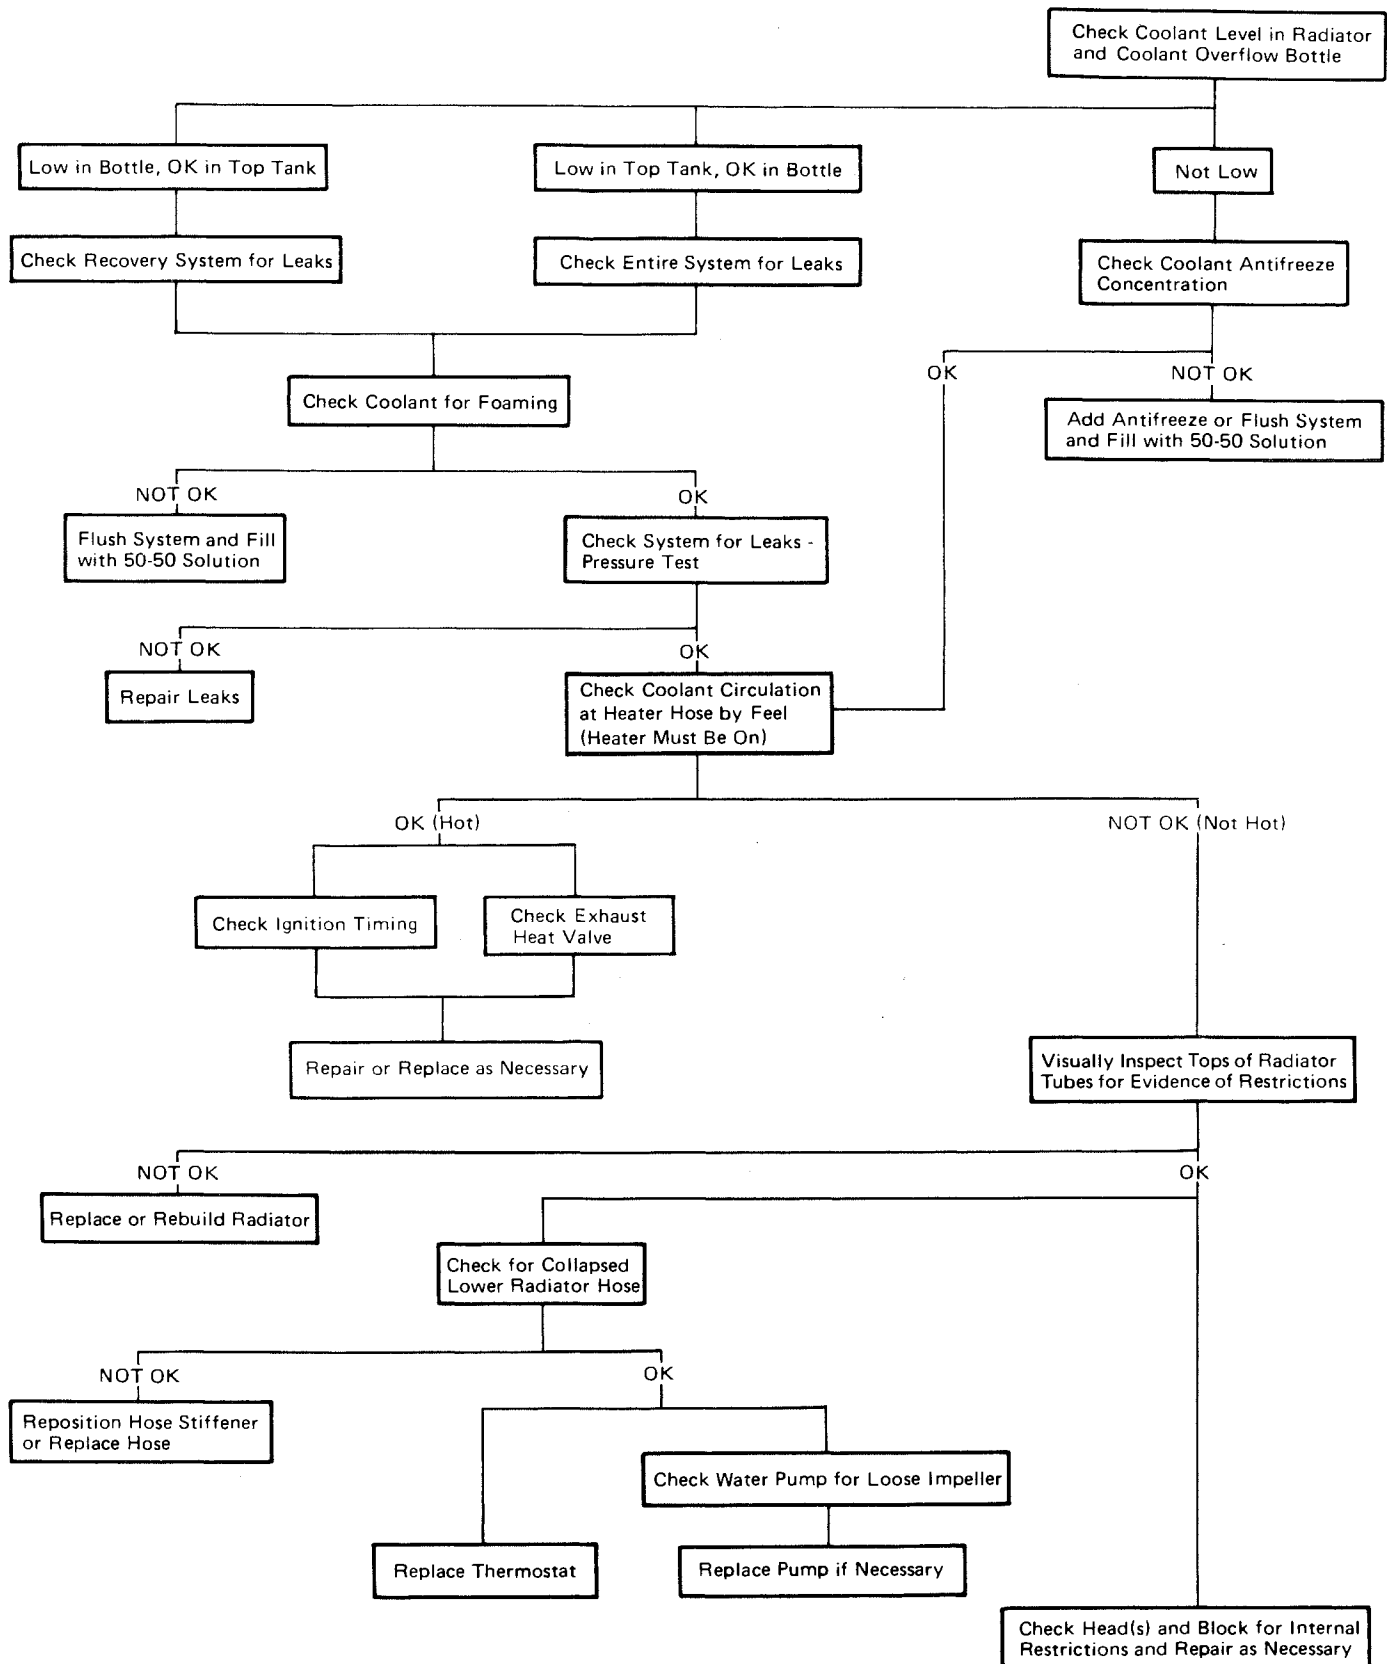 Check Coolant Level in Radiator
and Coolant Overflow Bottle
Low in Bottle, OK in Top Tank
Low in Top Tank, OK in Bottle
Not Low
Check Recovery System for Leaks
Check Entire System for Leaks
Check Coolant Antifreeze
Concentration
OK
NOT OK
Check Coolant for Foaming
Add Antifreeze or Flush System
and Fill with 50-50 Solution
NOT OK
OK
Flush System and Fill
with 50-50 Solution
Check System for Leaks -
Pressure Test
NOT OK
OK
Repair Leaks
Check Coolant Circulation
at Heater Hose by Feel
(Heater Must Be On)
OK (Hot)
NOT OK (Not Hot)
Check Ignition Timing
Check Exhaust
Heat Valve
Repair or Replace as Necessary
Visually Inspect Tops of Radiator
Tubes for Evidence of Restrictions
NOT OK
OK
Replace or Rebuild Radiator
Check for Collapsed
Lower Radiator Hose
NOT OK
OK
Reposition Hose Stiffener
or Replace Hose
Check Water Pump for Loose Impeller
Replace Thermostat
Replace Pump if Necessary
Check Head(s) and Block for Internal
Restrictions and Repair as Necessary